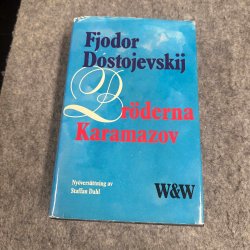 Fjodor
Dostojevskij
Bröderna
Karamazov
Nyöversättning av
Staffan Dahl
W&W